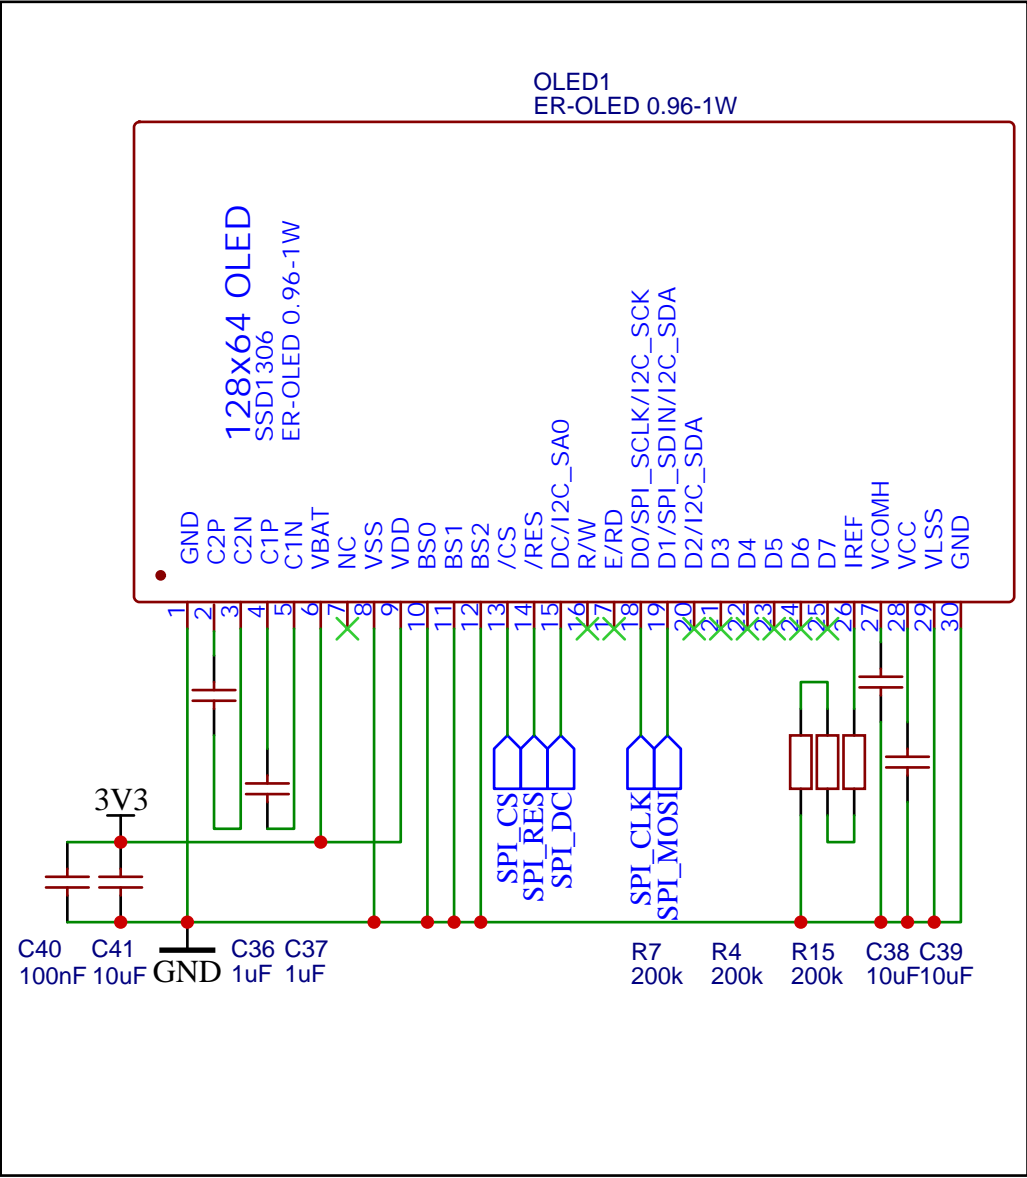 OLED1
ER-OLED 0.96-1W
128x64 OLED
SSD1306
ER-OLED 0.96-1W
GND
C2P
C2N
C1P
C1N
VBAT
NC
VSS
VDD
BS0
BS1
BS2
/CS
/RES
DC/I2C_SA0
R/W
E/RD
D0/SPI_SCLK/I2C_SCK
D1/SPI_SDIN/I2C_SDA
D2/I2C_SDA
D3
D4
D5
D6
D7
IREF
VCOMH
VCC
VLSS
GND
1
2
3
4
5
6
7
8
9
10
11
12
13
14
15
16
17
18
19
20
21
22
23
24
25
26
27
28
29
30
3V3
SPI_CS
SPI_RES
SPI_DC
SPI_CLK
SPI_MOSI
C40
100nF
C41
10uF
GND
C36
1uF
C37
1uF
R7
200k
R4
200k
R15
200k
C38
10uF
C39
10uF